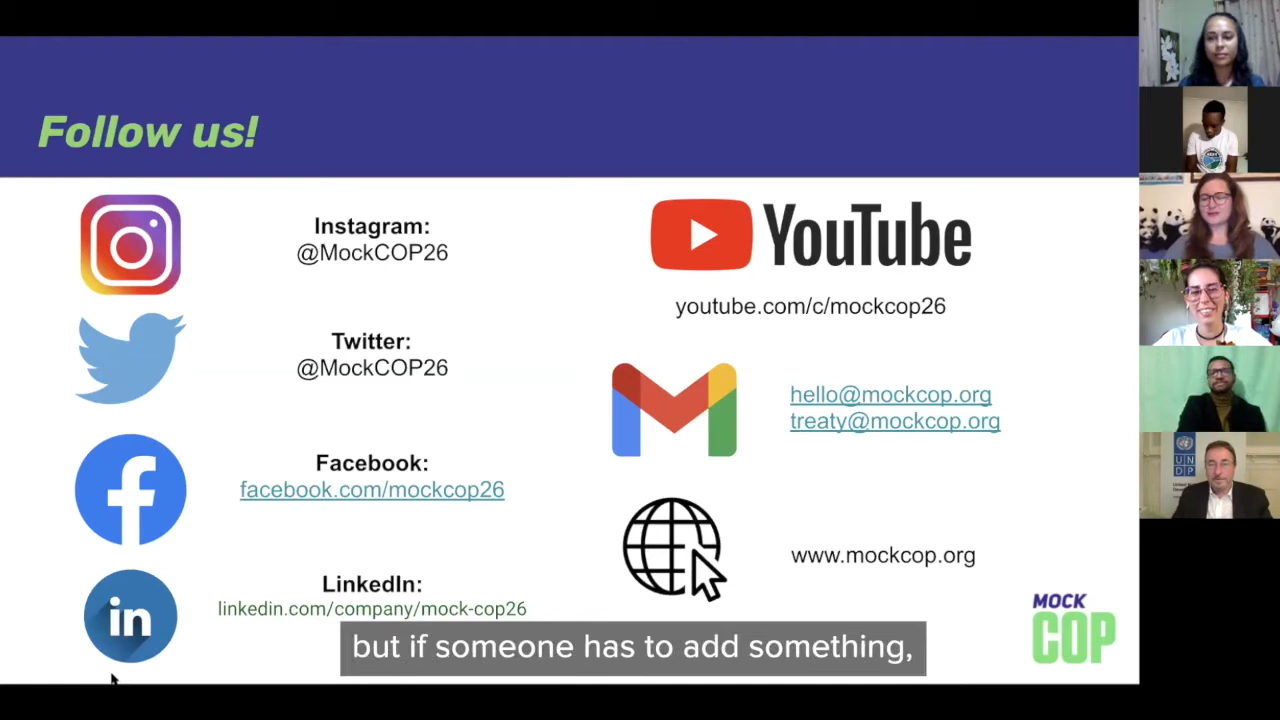 Follow us!
Instagram:
@MockCOP26
Twitter:
@MockCOP26
Facebook:
facebook.com/mockcop26
in
LinkedIn:
linkedin.com/company/mock-cop26
YouTube
youtube.com/c/mockcop26
hello@mockcop.org
treaty@mockcop.org
www.mockcop.org
MOCK
COP
but if someone has to add something,
U N
D P